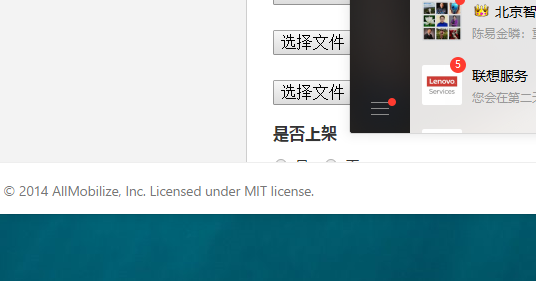 👑 北京智
陈易金鳞:
选择文件
5
联想服务
Lenovo
Services
您会在第二天
选择文件
是否上架
© 2014 AllMobilize, Inc. Licensed under MIT license.